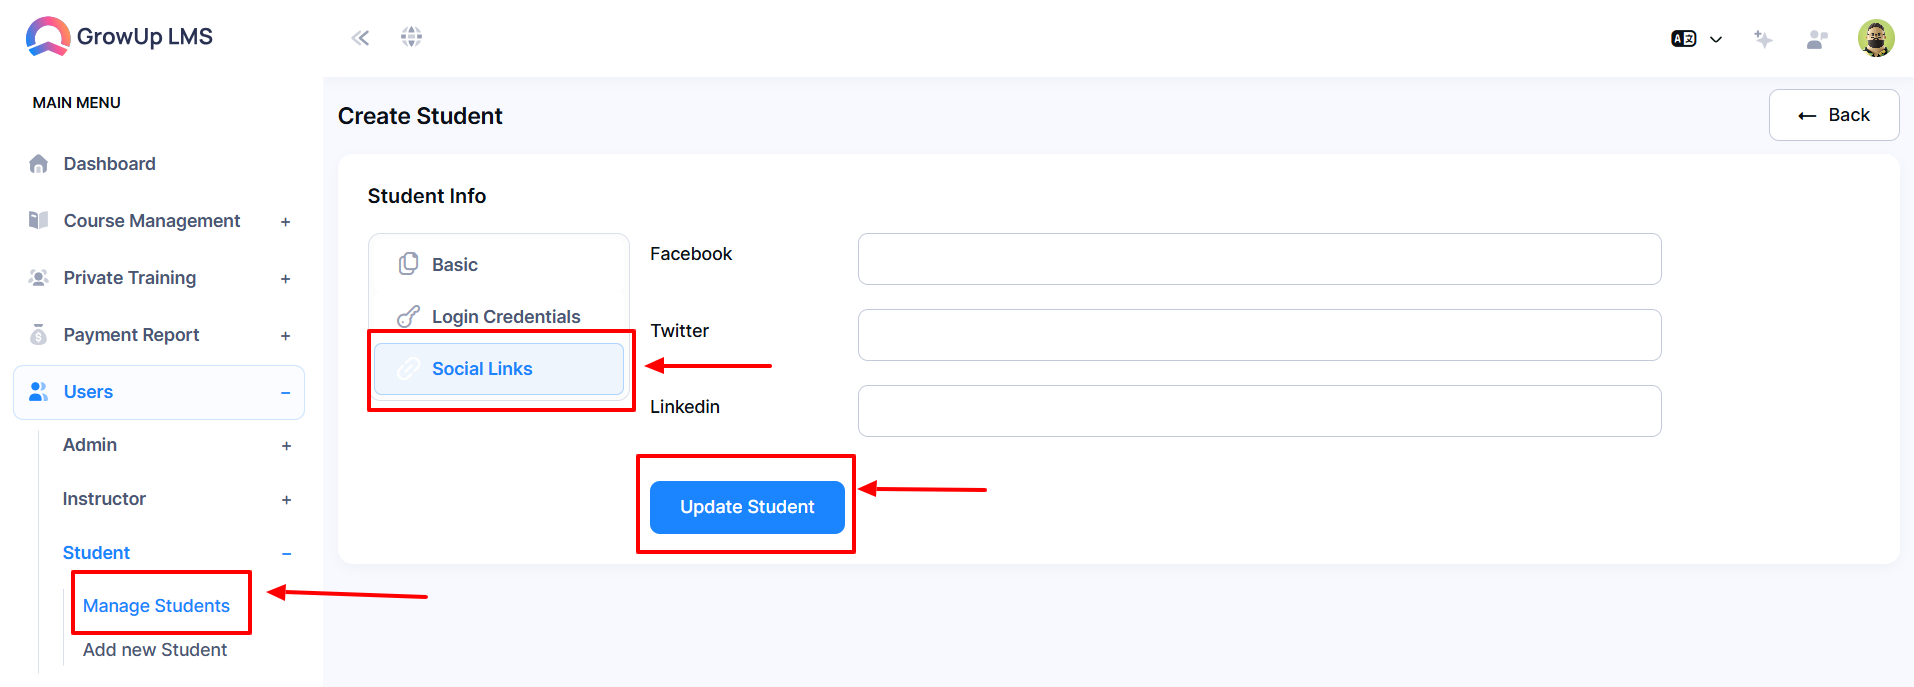 GrowUp LMS
MAIN MENU
Dashboard
Course Management +
Private Training +
Payment Report +
Users –
Admin +
Instructor +
Student –
Manage Students
Add new Student
Create Student
← Back
Student Info
Basic
Login Credentials
Social Links
Facebook
Twitter
Linkedin
Update Student